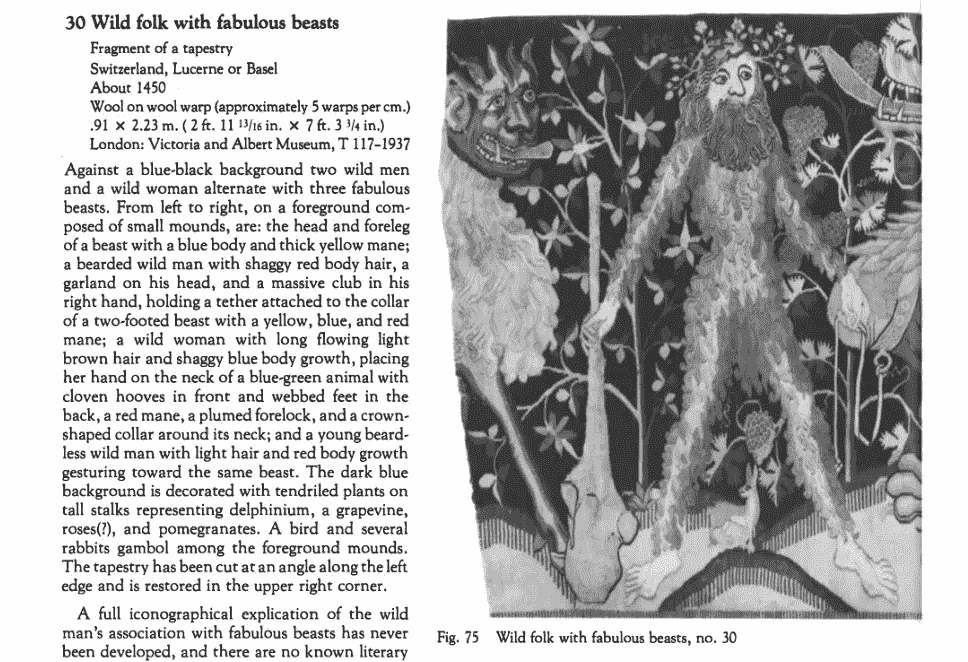 30 Wild folk with fabulous beasts
Fragment of a tapestry
Switzerland, Lucerne or Basel
About 1450
Wool on wool warp (approximately 5 warps per cm.)
.91 × 2.23 m. ( 2 ft. 11 13/16 in. × 7 ft. 3 3/4 in.)
London: Victoria and Albert Museum, T 117-1937
Against a blue-black background two wild men
and a wild woman alternate with three fabulous
beasts. From left to right, on a foreground com-
posed of small mounds, are: the head and foreleg
of a beast with a blue body and thick yellow mane;
a bearded wild man with shaggy red body hair, a
garland on his head, and a massive club in his
right hand, holding a tether attached to the collar
of a two-footed beast with a yellow, blue, and red
mane; a wild woman with long flowing light
brown hair and shaggy blue body growth, placing
her hand on the neck of a blue-green animal with
cloven hooves in front and webbed feet in the
back, a red mane, a plumed forelock, and a crown-
shaped collar around its neck; and a young beard-
less wild man with light hair and red body growth
gesturing toward the same beast. The dark blue
background is decorated with tendriled plants on
tall stalks representing delphinium, a grapevine,
roses(?), and pomegranates. A bird and several
rabbits gambol among the foreground mounds.
The tapestry has been cut at an angle along the left
edge and is restored in the upper right corner.
A full iconographical explication of the wild
man's association with fabulous beasts has never
been developed, and there are no known literary
Fig. 75 Wild folk with fabulous beasts, no. 30